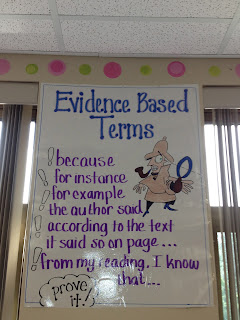 Evidence Based
Terms
! because
! for instance
! for example
! the author said
! according to the text
! it said so on page...
! from my reading, I know
that...
prove
it!